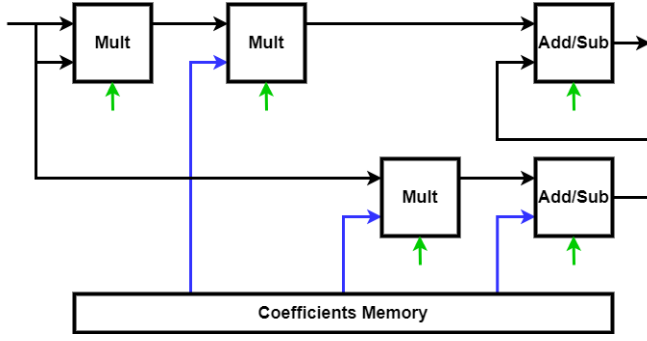 Mult
Mult
Add/Sub
Mult
Add/Sub
Coefficients Memory